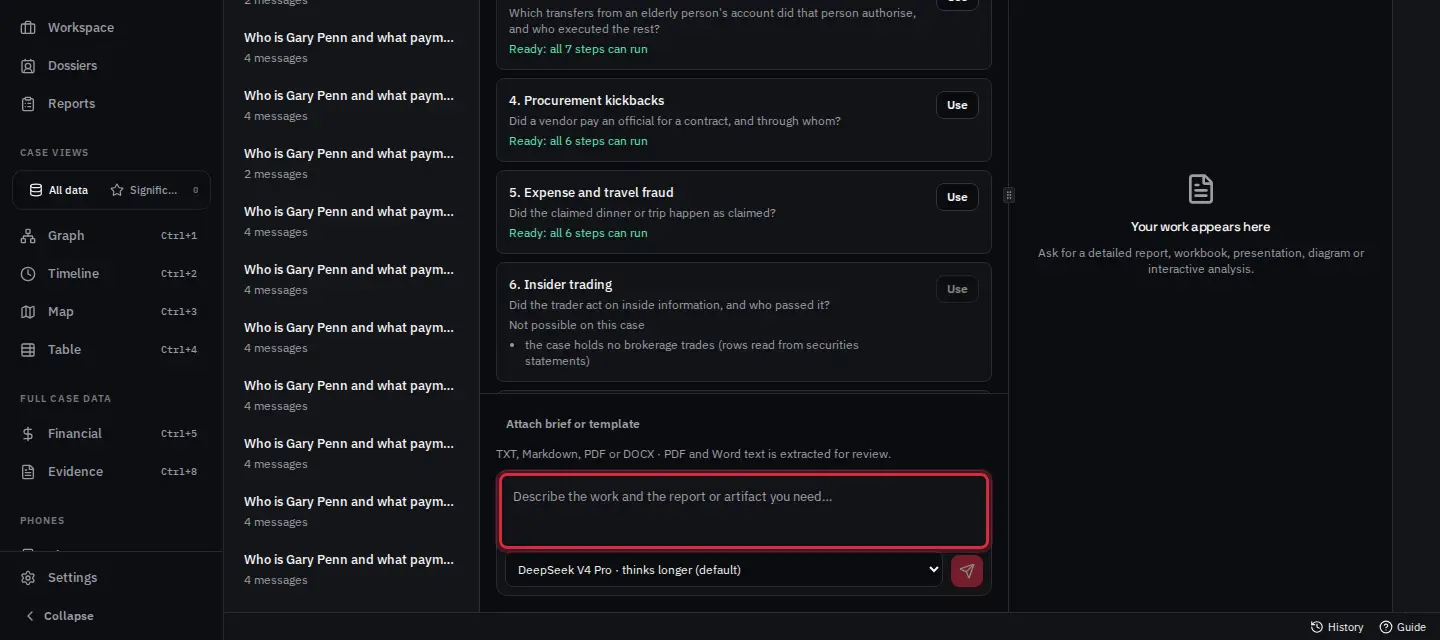 Workspace
Dossiers
Reports
CASE VIEWS
All data
Signific...
0
Graph
Ctrl+1
Timeline
Ctrl+2
Map
Ctrl+3
Table
Ctrl+4
FULL CASE DATA
Financial
Ctrl+5
Evidence
Ctrl+8
PHONES
Settings
Collapse
2 messages
Who is Gary Penn and what paym...
4 messages
Who is Gary Penn and what paym...
4 messages
Who is Gary Penn and what paym...
2 messages
Who is Gary Penn and what paym...
4 messages
Who is Gary Penn and what paym...
4 messages
Who is Gary Penn and what paym...
4 messages
Who is Gary Penn and what paym...
4 messages
Who is Gary Penn and what paym...
4 messages
Who is Gary Penn and what paym...
4 messages
Who is Gary Penn and what paym...
4 messages
Use
Which transfers from an elderly person's account did that person authorise,
and who executed the rest?
Ready: all 7 steps can run
4. Procurement kickbacks
Use
Did a vendor pay an official for a contract, and through whom?
Ready: all 6 steps can run
5. Expense and travel fraud
Use
Did the claimed dinner or trip happen as claimed?
Ready: all 6 steps can run
6. Insider trading
Use
Did the trader act on inside information, and who passed it?
Not possible on this case
• the case holds no brokerage trades (rows read from securities
statements)
Attach brief or template
TXT, Markdown, PDF or DOCX · PDF and Word text is extracted for review.
Describe the work and the report or artifact you need...
DeepSeek V4 Pro · thinks longer (default)
Your work appears here
Ask for a detailed report, workbook, presentation, diagram or
interactive analysis.
History
Guide